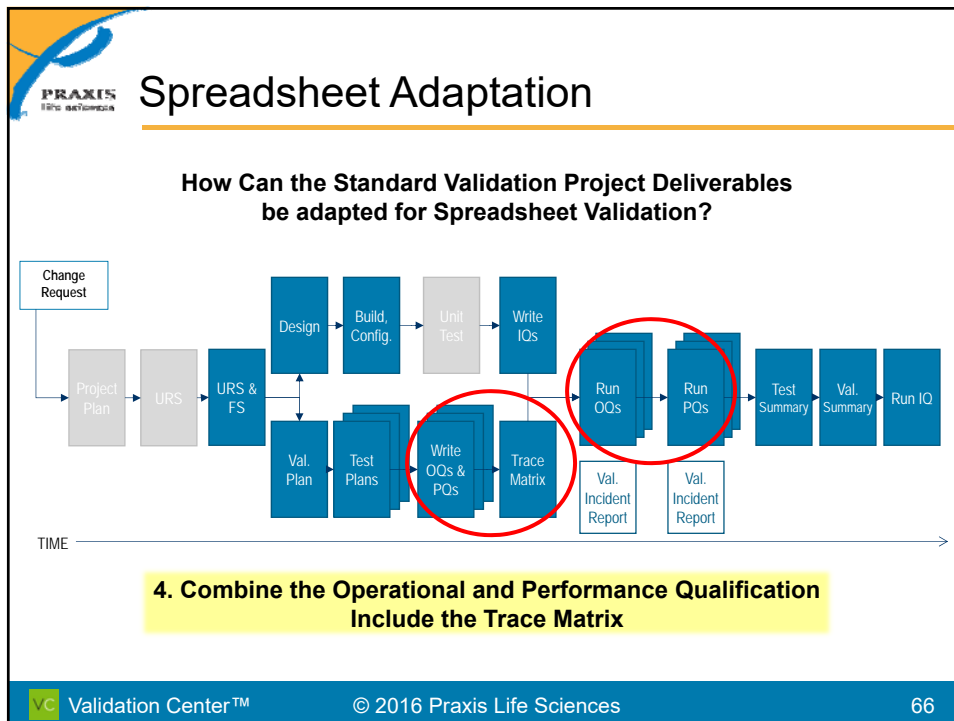 PRAXIS
life sciences
Spreadsheet Adaptation
How Can the Standard Validation Project Deliverables
be adapted for Spreadsheet Validation?
Change
Request
Project
Plan
URS
URS &
FS
Design
Build,
Config.
Unit
Test
Write
IQs
Val.
Plan
Test
Plans
Write
OQs &
PQs
Trace
Matrix
Run
OQs
Run
PQs
Test
Summary
Val.
Summary
Run IQ
Val.
Incident
Report
Val.
Incident
Report
TIME
4. Combine the Operational and Performance Qualification
Include the Trace Matrix
VC Validation Center™ © 2016 Praxis Life Sciences 66